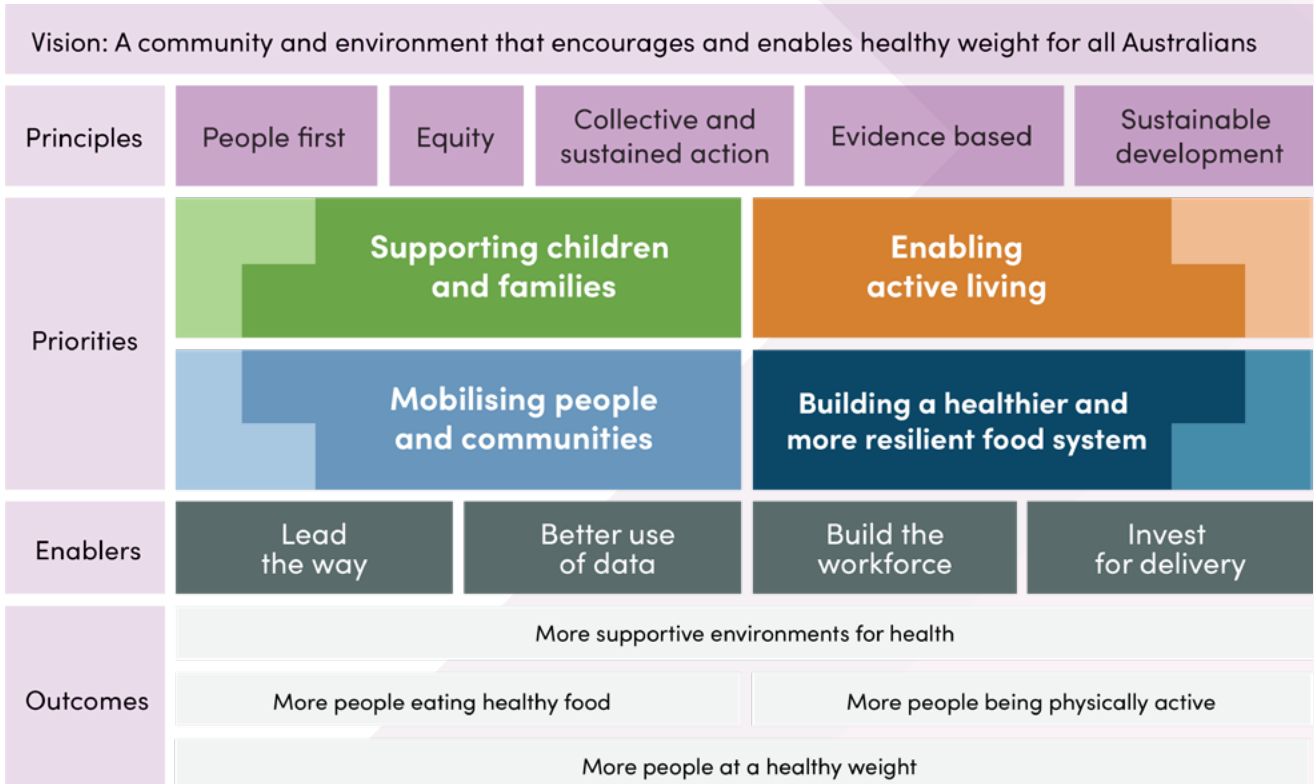 Vision: A community and environment that encourages and enables healthy weight for all Australians
Principles
People first
Equity
Collective and
sustained action
Evidence based
Sustainable
development
Priorities
Supporting children
and families
Enabling
active living
Mobilising people
and communities
Building a healthier and
more resilient food system
Enablers
Lead
the way
Better use
of data
Build the
workforce
Invest
for delivery
Outcomes
More supportive environments for health
More people eating healthy food
More people being physically active
More people at a healthy weight